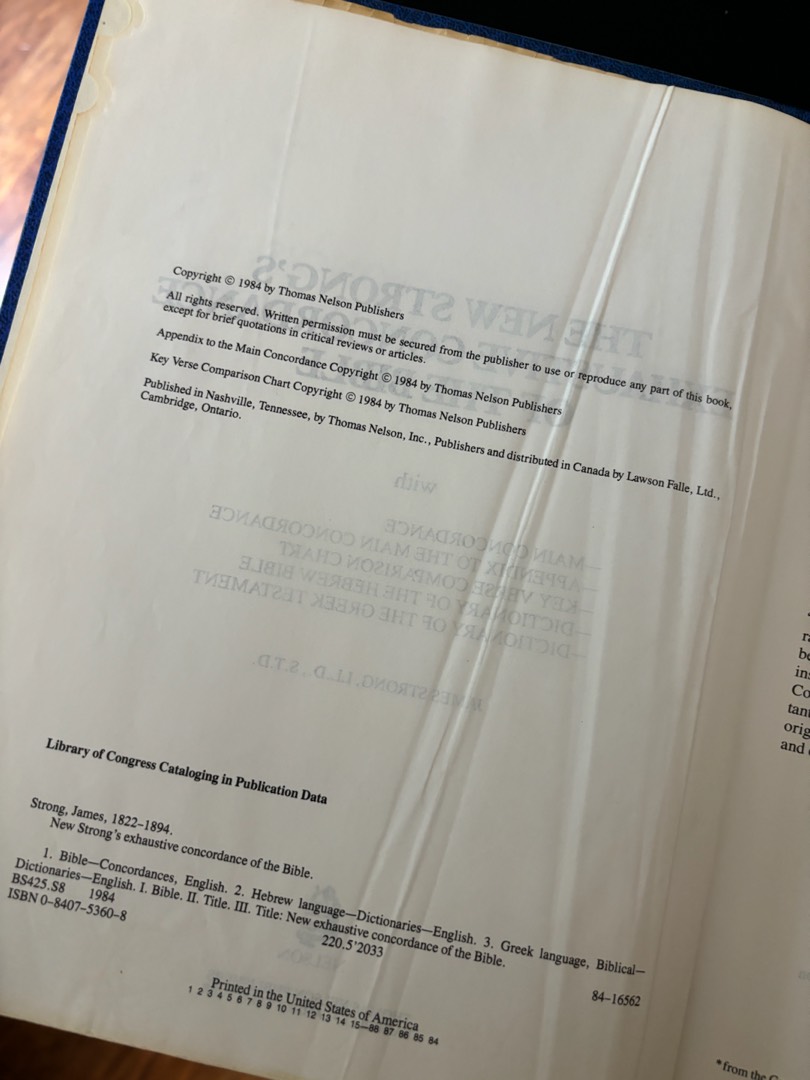 Copyright © 1984 by Thomas Nelson Publishers
All rights reserved. Written permission must be secured from the publisher to use or reproduce any part of this book,
except for brief quotations in critical reviews or articles.
Appendix to the Main Concordance Copyright © 1984 by Thomas Nelson Publishers
Key Verse Comparison Chart Copyright © 1984 by Thomas Nelson Publishers
Published in Nashville, Tennessee, by Thomas Nelson, Inc., Publishers and distributed in Canada by Lawson Falle, Ltd.,
Cambridge, Ontario.
Library of Congress Cataloging in Publication Data
Strong, James, 1822–1894.
New Strong's exhaustive concordance of the Bible.
1. Bible—Concordances, English. 2. Hebrew language—Dictionaries—English. 3. Greek language, Biblical—
Dictionaries—English. I. Bible. II. Title. III. Title: New exhaustive concordance of the Bible.
BS425.S8 1984 220.5'2033 84–16562
ISBN 0–8407–5360–8
Printed in the United States of America
1 2 3 4 5 6 7 8 9 10 11 12 13 14 15—88 87 86 85 84
be
ins
Co
tant
orig
and
*from the